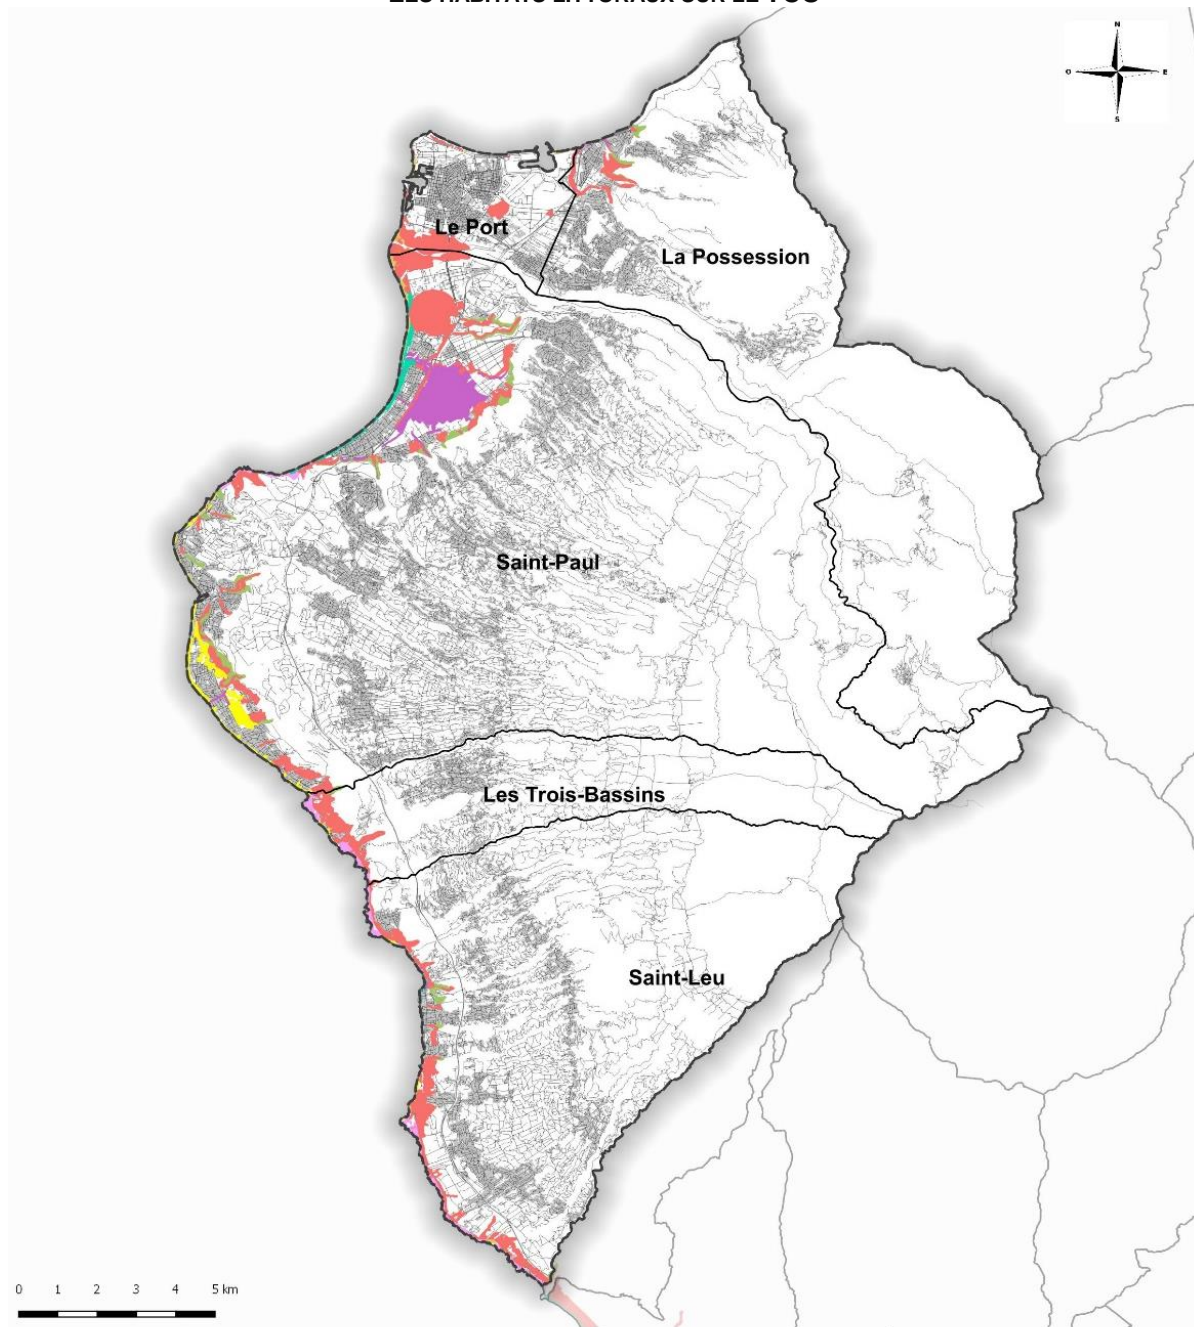 N
O E
S
Le Port
La Possession
Saint-Paul
Les Trois-Bassins
Saint-Leu
0 1 2 3 4 5 km